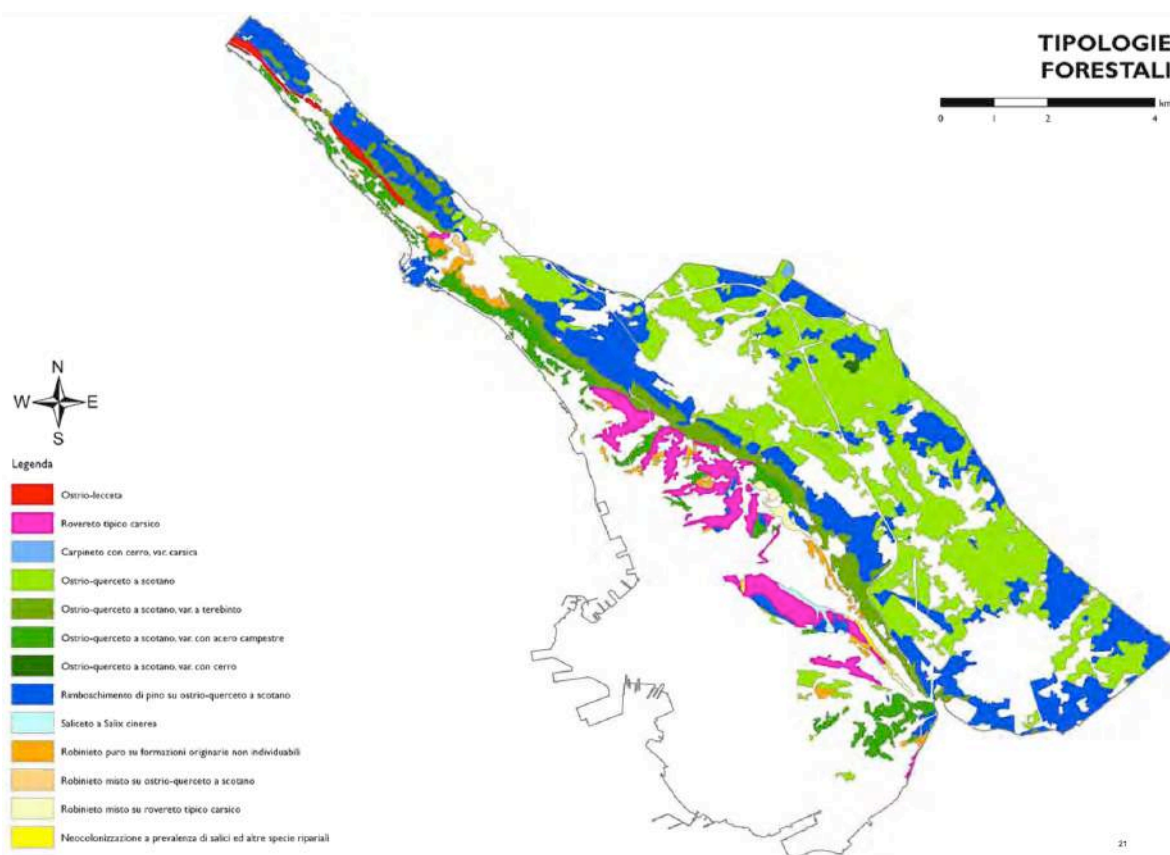 TIPOLOGIE
FORESTALI
km
0 1 2 4
N
W E
S
Legenda
Ostrio-lecceta
Rovereto tipico carsico
Carpineto con cerro, var. carsica
Ostrio-querceto a scotano
Ostrio-querceto a scotano, var. a terebinto
Ostrio-querceto a scotano, var. con acero campestre
Ostrio-querceto a scotano, var. con cerro
Rimboschimento di pino su ostrio-querceto a scotano
Saliceto a Salix cinerea
Robinieto puro su formazioni originarie non individuabili
Robinieto misto su ostrio-querceto a scotano
Robinieto misto su rovereto tipico carsico
Neocolonizzazione a prevalenza di salici ed altre specie ripariali
21